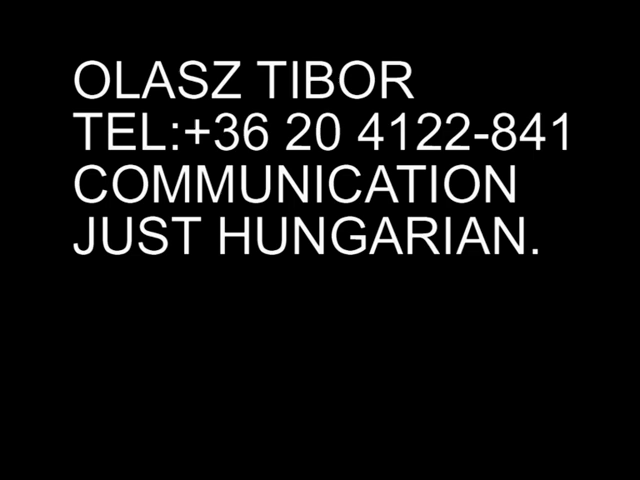 OLASZ TIBOR
TEL:+36 20 4122-841
COMMUNICATION
JUST HUNGARIAN.